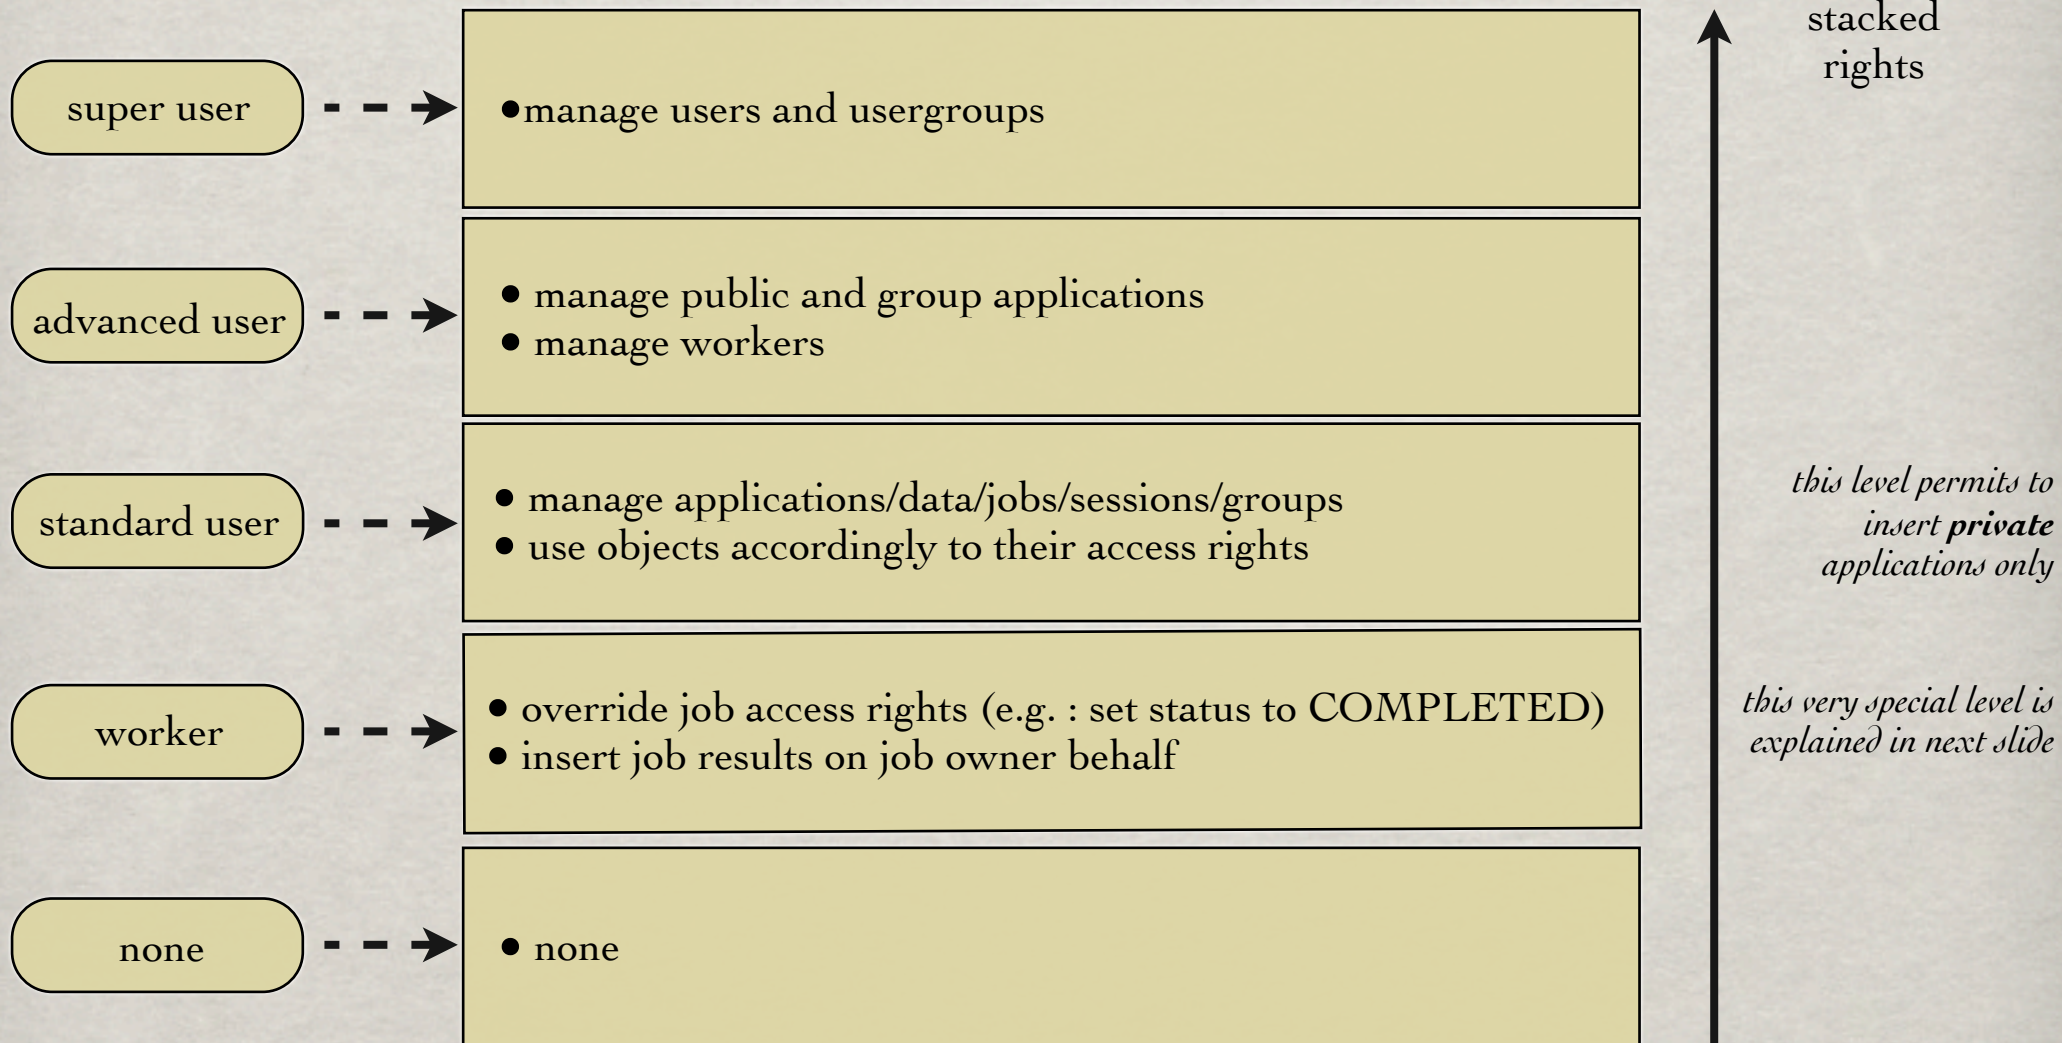 stacked
rights
super user
•manage users and usergroups
advanced user
• manage public and group applications
• manage workers
standard user
• manage applications/data/jobs/sessions/groups
• use objects accordingly to their access rights
this level permits to
insert private
applications only
worker
• override job access rights (e.g. : set status to COMPLETED)
• insert job results on job owner behalf
this very special level is
explained in next slide
none
• none